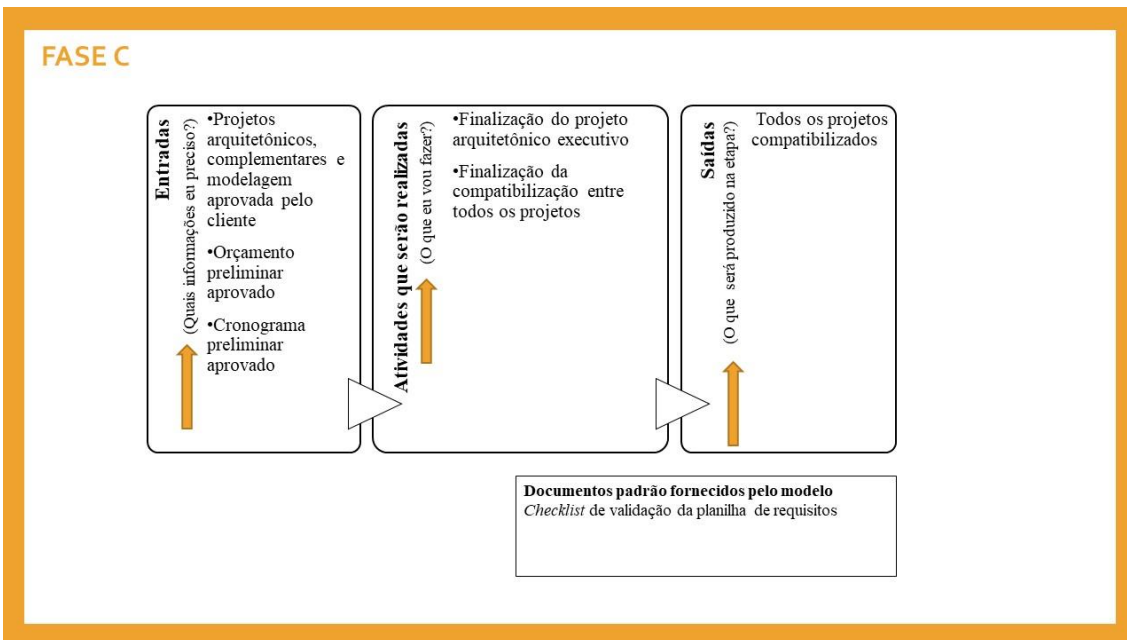 FASE C
Entradas
(Quais informações eu preciso?)
•Projetos
arquitetônicos,
complementares e
modelagem
aprovada pelo
cliente
•Orçamento
preliminar
aprovado
•Cronograma
preliminar
aprovado
Atividades que serão realizadas
(O que eu vou fazer?)
•Finalização do projeto
arquitetônico executivo
•Finalização da
compatibilização entre
todos os projetos
Saídas
(O que será produzido na etapa?)
Todos os projetos
compatibilizados
Documentos padrão fornecidos pelo modelo
Checklist de validação da planilha de requisitos